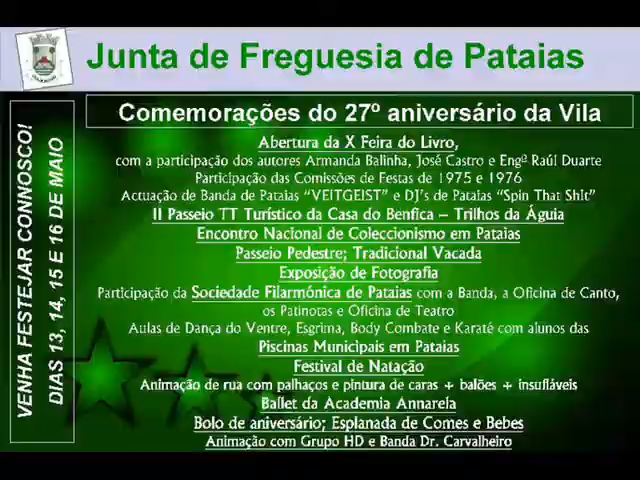 Junta de Freguesia de Pataias
VENHA FESTEJAR CONNOSCO!
DIAS 13, 14, 15 E 16 DE MAIO
Comemorações do 27º aniversário da Vila
Abertura da X Feira do Livro,
com a participação dos autores Armanda Balinha, José Castro e Engª Raúl Duarte
Participação das Comissões de Festas de 1975 e 1976
Actuação de Banda de Pataias “VEITGEIST” e DJ’s de Pataias “Spin That Shit”
II Passeio TT Turístico da Casa do Benfica – Trilhos da Águia
Encontro Nacional de Coleccionismo em Pataias
Passeio Pedestre; Tradicional Vacada
Exposição de Fotografia
Participação da Sociedade Filarmónica de Pataias com a Banda, a Oficina de Canto,
os Patinotas e Oficina de Teatro
Aulas de Dança do Ventre, Esgrima, Body Combate e Karaté com alunos das
Piscinas Municipais em Pataias
Festival de Natação
Animação de rua com palhaços e pintura de caras + balões + insufláveis
Ballet da Academia Annarela
Bolo de aniversário; Esplanada de Comes e Bebes
Animação com Grupo HD e Banda Dr. Carvalheiro